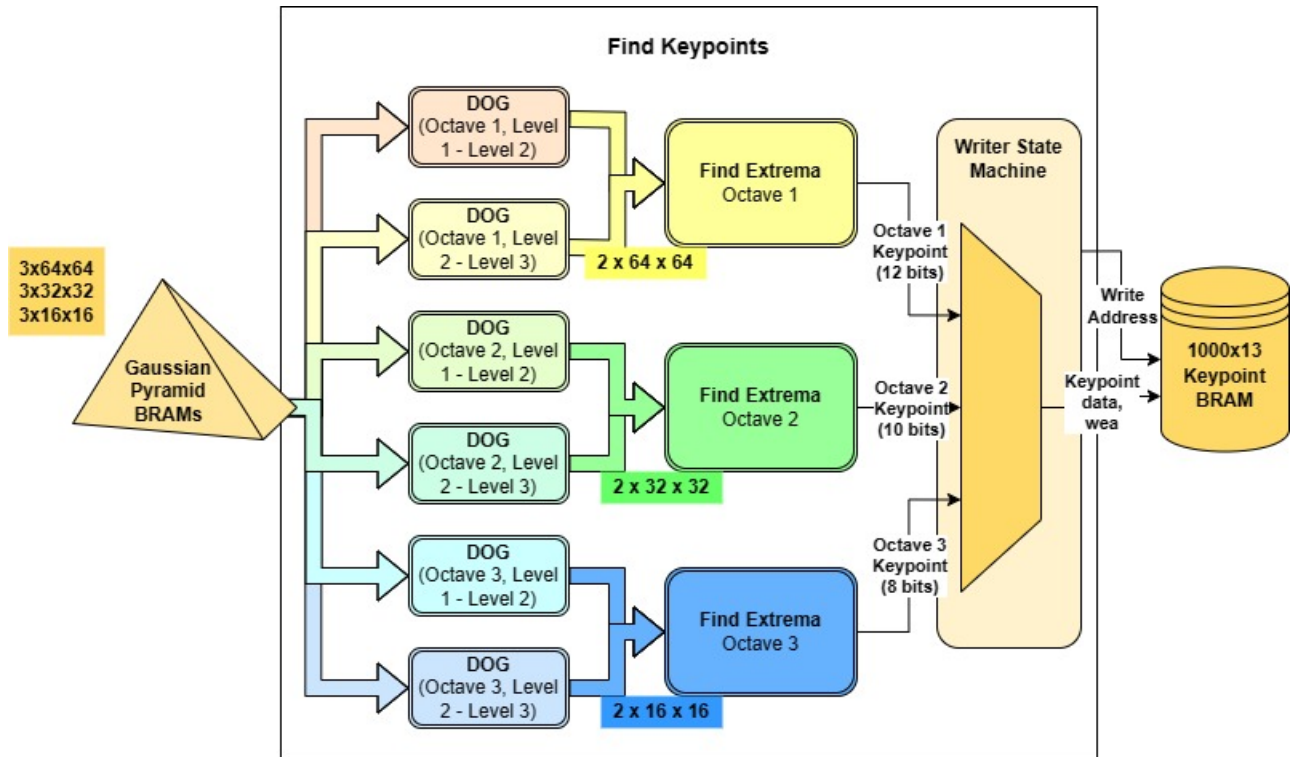 Find Keypoints
3x64x64
3x32x32
3x16x16
Gaussian
Pyramid
BRAMs
DOG
(Octave 1, Level
1 - Level 2)
DOG
(Octave 1, Level
2 - Level 3)
2 x 64 x 64
Find Extrema
Octave 1
DOG
(Octave 2, Level
1 - Level 2)
DOG
(Octave 2, Level
2 - Level 3)
2 x 32 x 32
Find Extrema
Octave 2
DOG
(Octave 3, Level
1 - Level 2)
DOG
(Octave 3, Level
2 - Level 3)
2 x 16 x 16
Find Extrema
Octave 3
Octave 1
Keypoint
(12 bits)
Octave 2
Keypoint
(10 bits)
Octave 3
Keypoint
(8 bits)
Writer State
Machine
Write
Address
Keypoint
data,
wea
1000x13
Keypoint
BRAM